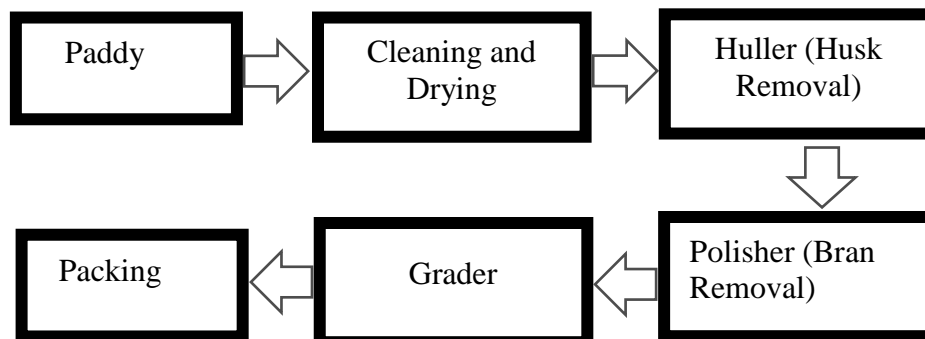 Paddy
Cleaning and
Drying
Huller (Husk
Removal)
Polisher (Bran
Removal)
Grader
Packing